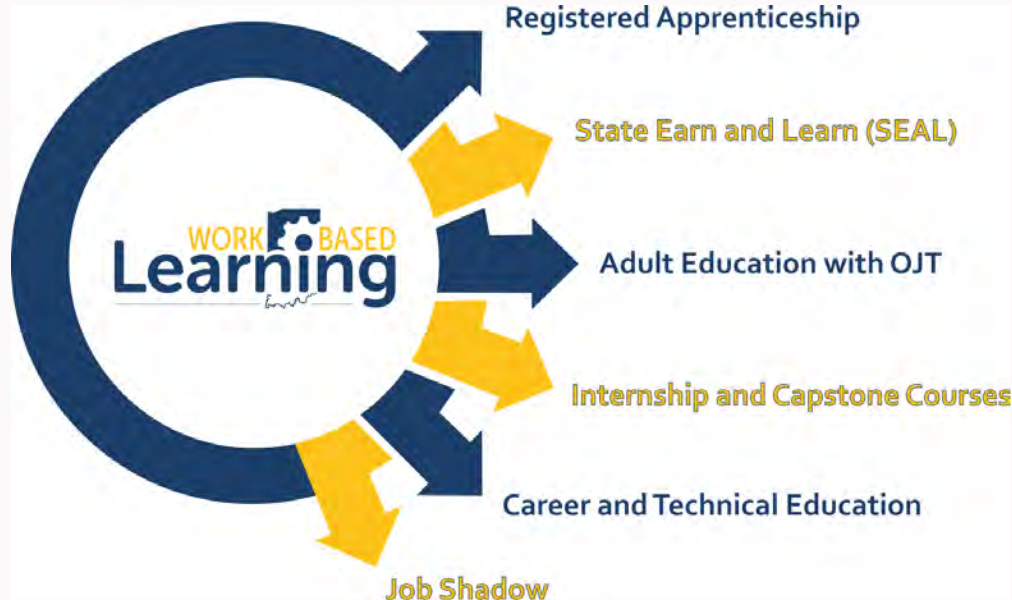 Registered Apprenticeship
State Earn and Learn (SEAL)
WORK BASED
Learning
Adult Education with OJT
Internship and Capstone Courses
Career and Technical Education
Job Shadow